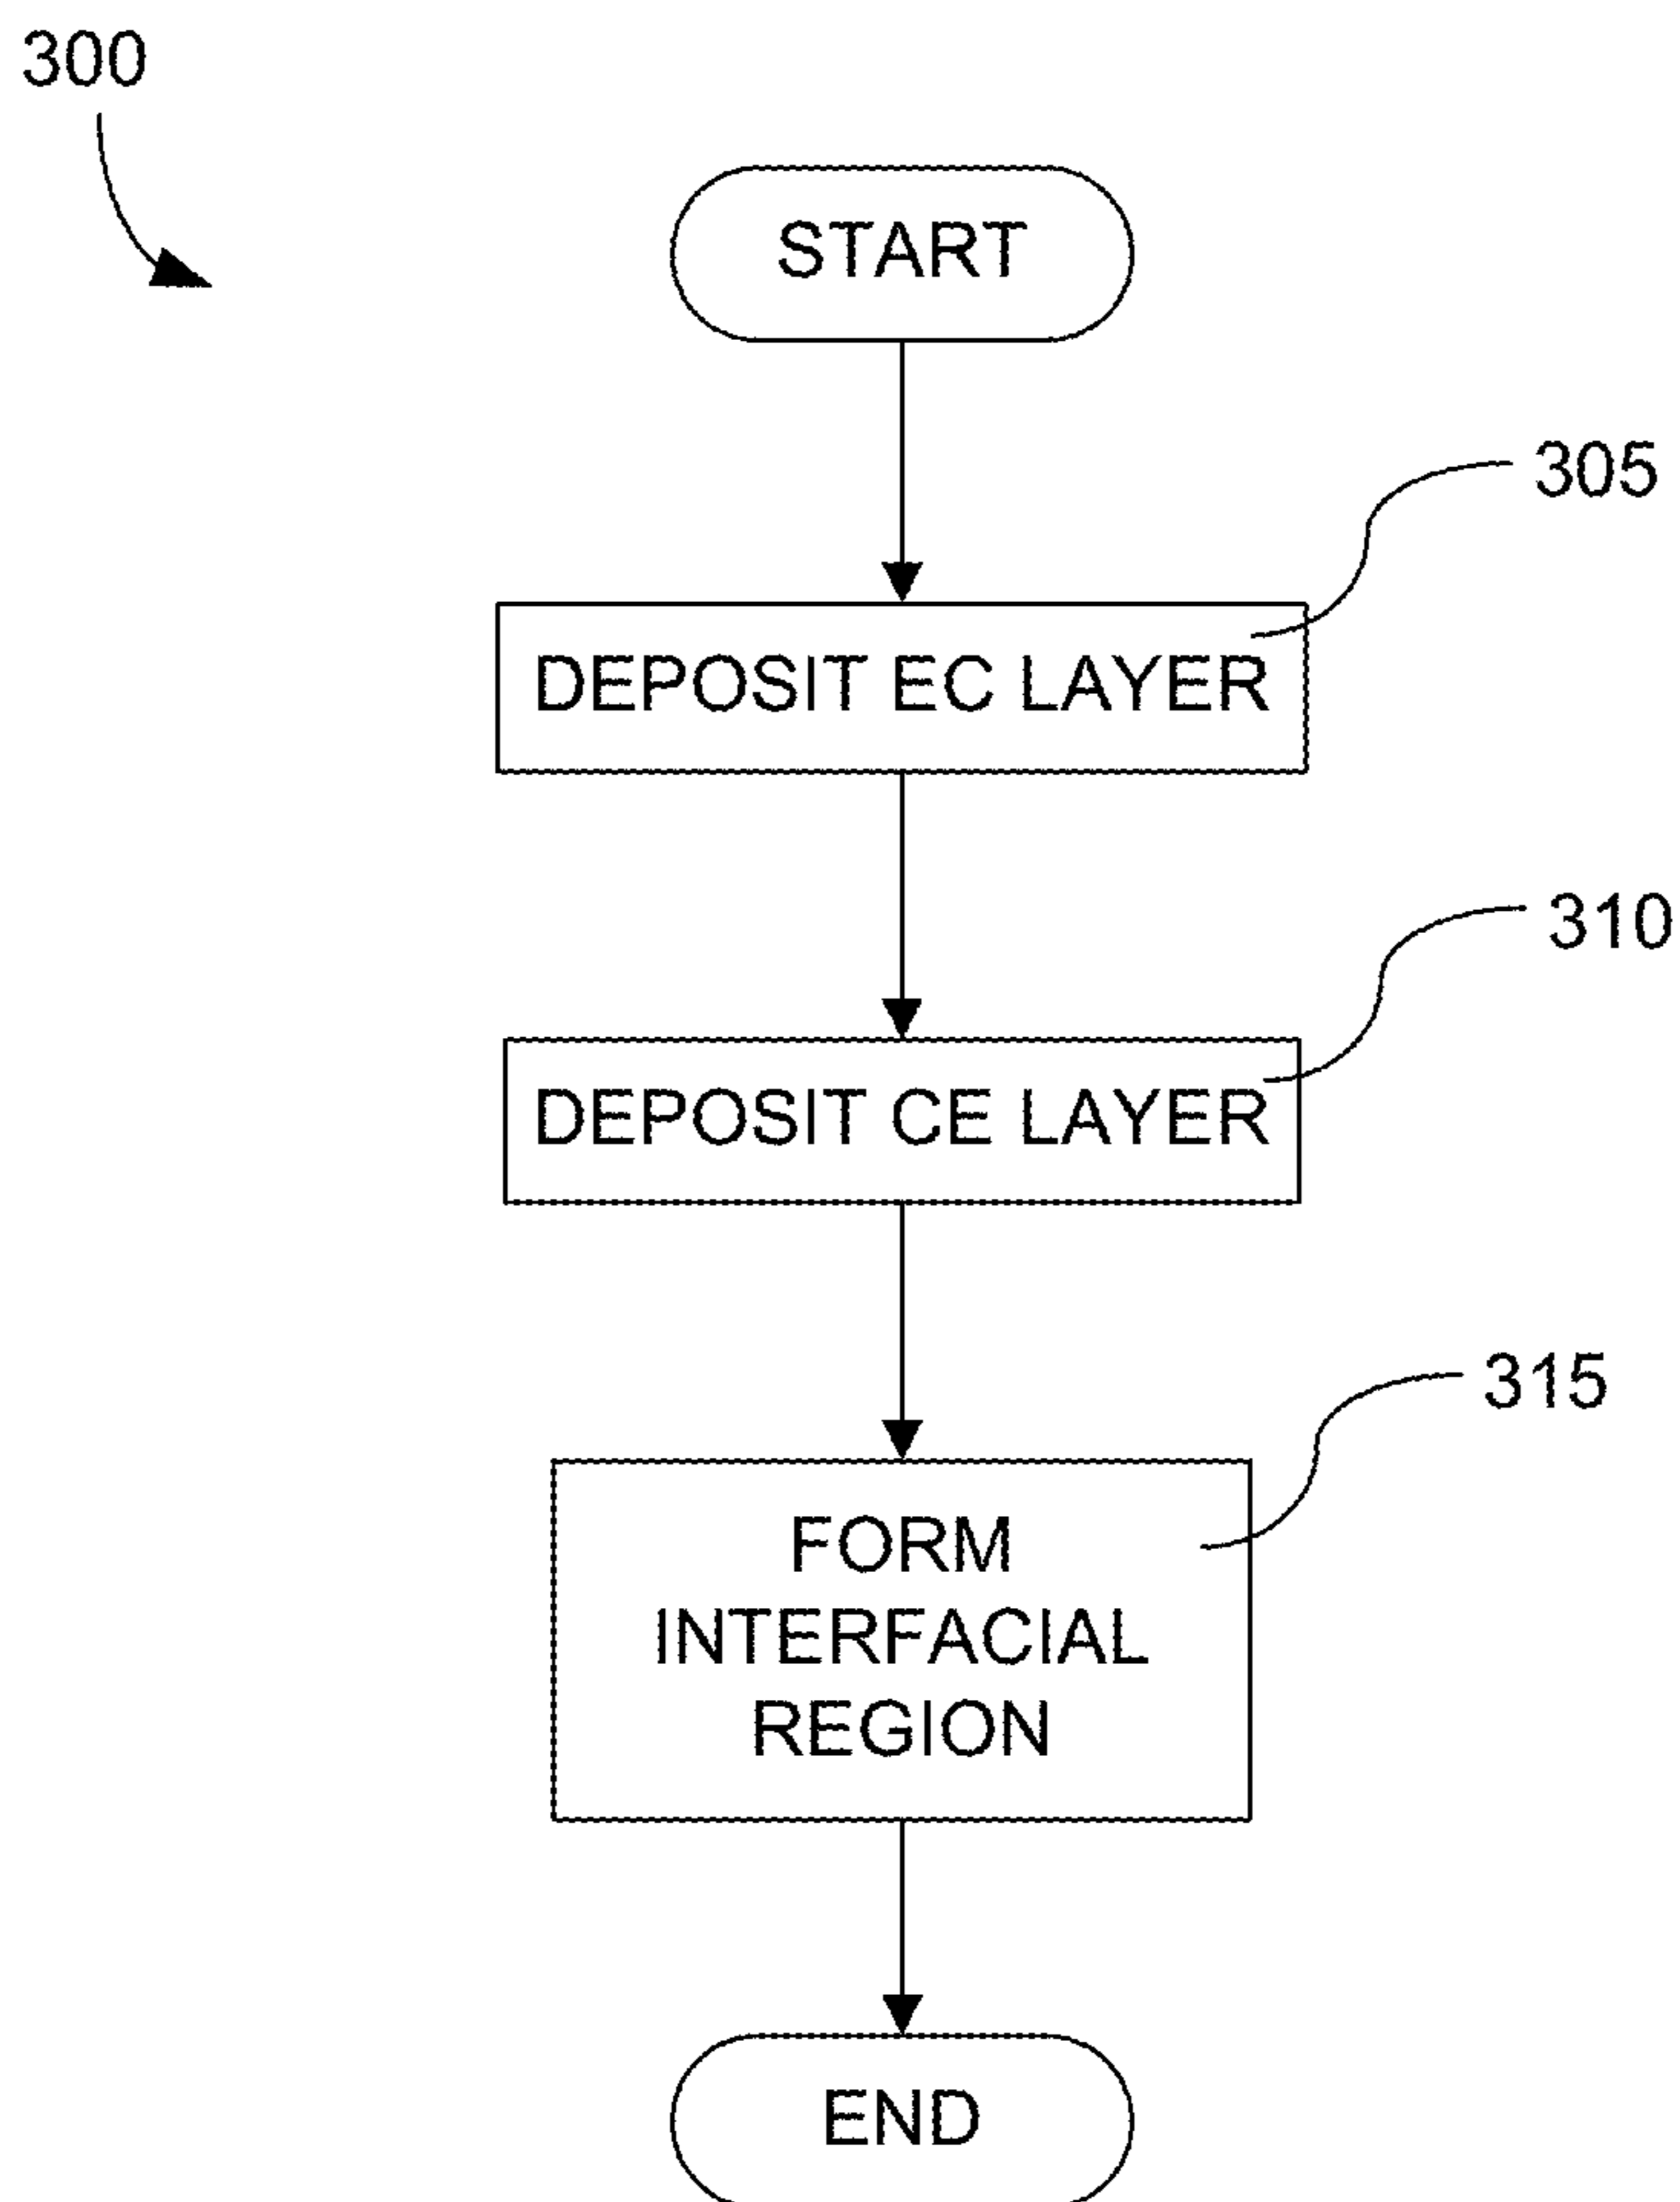 300
START
305
DEPOSIT EC LAYER
310
DEPOSIT CE LAYER
315
FORM
INTERFACIAL
REGION
END